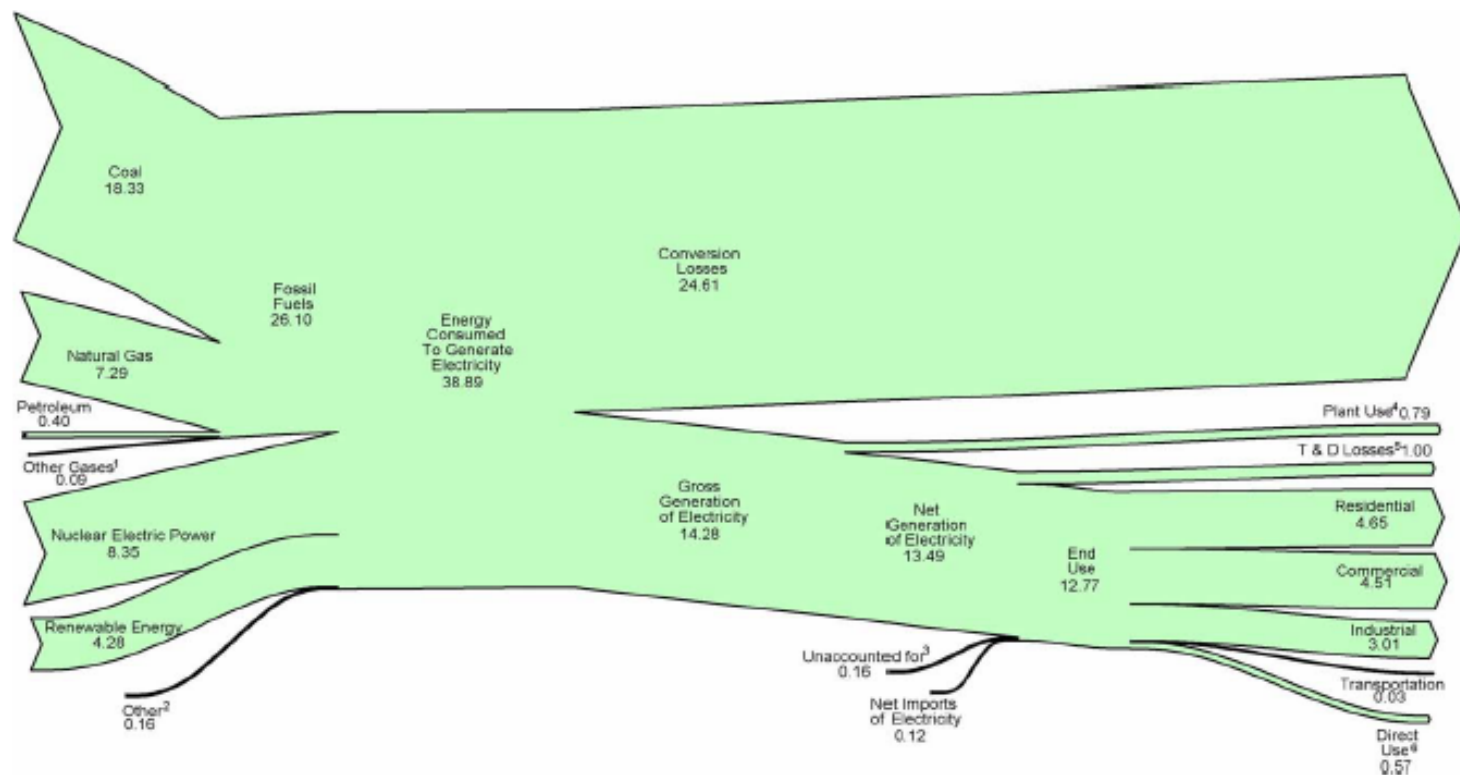 Coal
18.33
Natural Gas
7.29
Petroleum
0.40
Other Gases¹
0.09
Nuclear Electric Power
8.35
Renewable Energy
4.28
Other²
0.16
Fossil
Fuels
26.10
Energy
Consumed
To Generate
Electricity
38.89
Conversion
Losses
24.61
Gross
Generation
of Electricity
14.28
Net
Generation
of Electricity
13.49
Unaccounted for³
0.16
Net Imports
of Electricity
0.12
End
Use
12.77
Plant Use⁴ 0.79
T & D Losses⁵ 1.00
Residential
4.65
Commercial
4.51
Industrial
3.01
Transportation
0.03
Direct
Use⁶
0.57